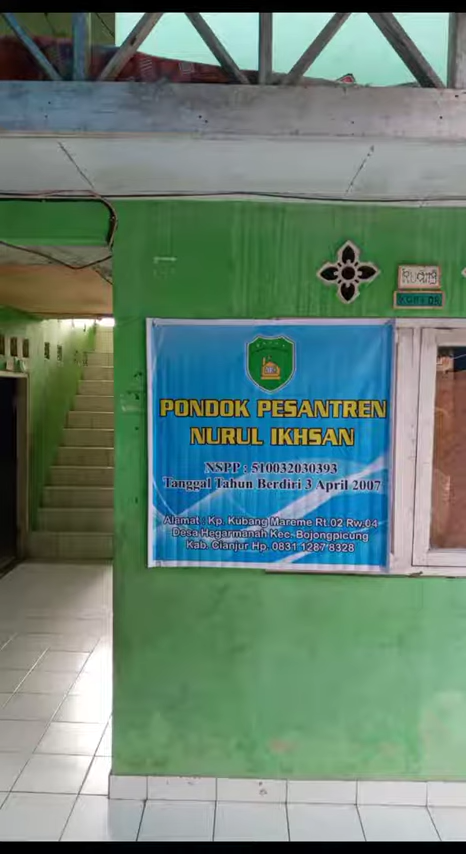 PONDOK PESANTREN
NURUL IKHSAN
NSPP : 510032030393
Tanggal Tahun Berdiri 3 April 2007
Alamat : Kp. Kubang Mareme Rt.02 Rw.04
Desa Hegarmanah Kec. Bojongpicung
Kab. Cianjur Hp. 0831 1287 8328